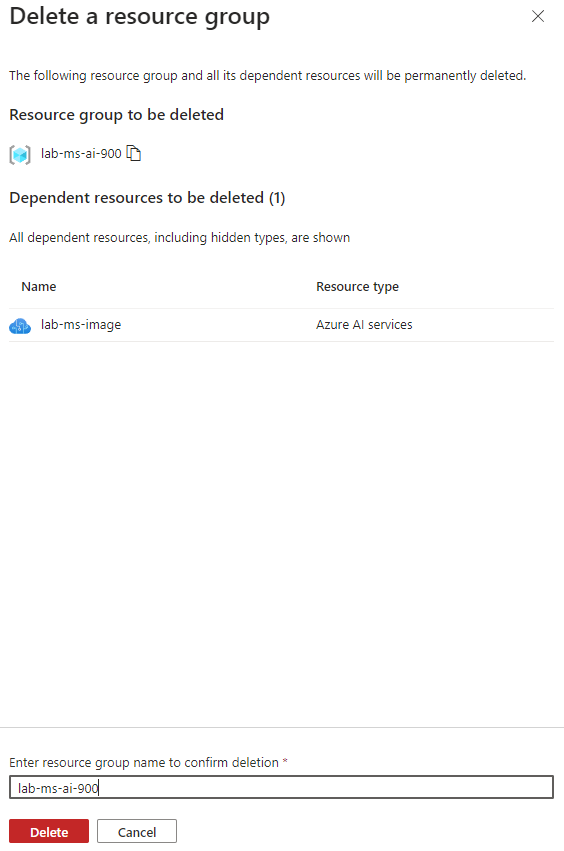 Delete a resource group
The following resource group and all its dependent resources will be permanently deleted.
Resource group to be deleted
lab-ms-ai-900
Dependent resources to be deleted (1)
All dependent resources, including hidden types, are shown
Name Resource type
lab-ms-image Azure AI services
Enter resource group name to confirm deletion *
lab-ms-ai-900
Delete Cancel